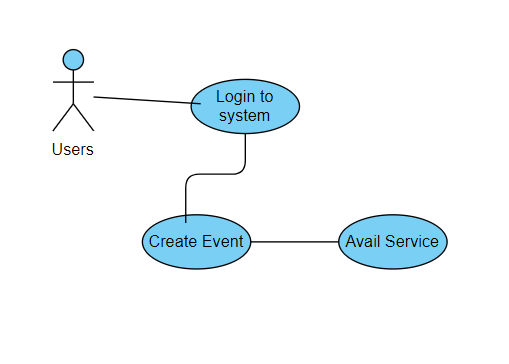 Login to
system
Users
Create Event
Avail Service